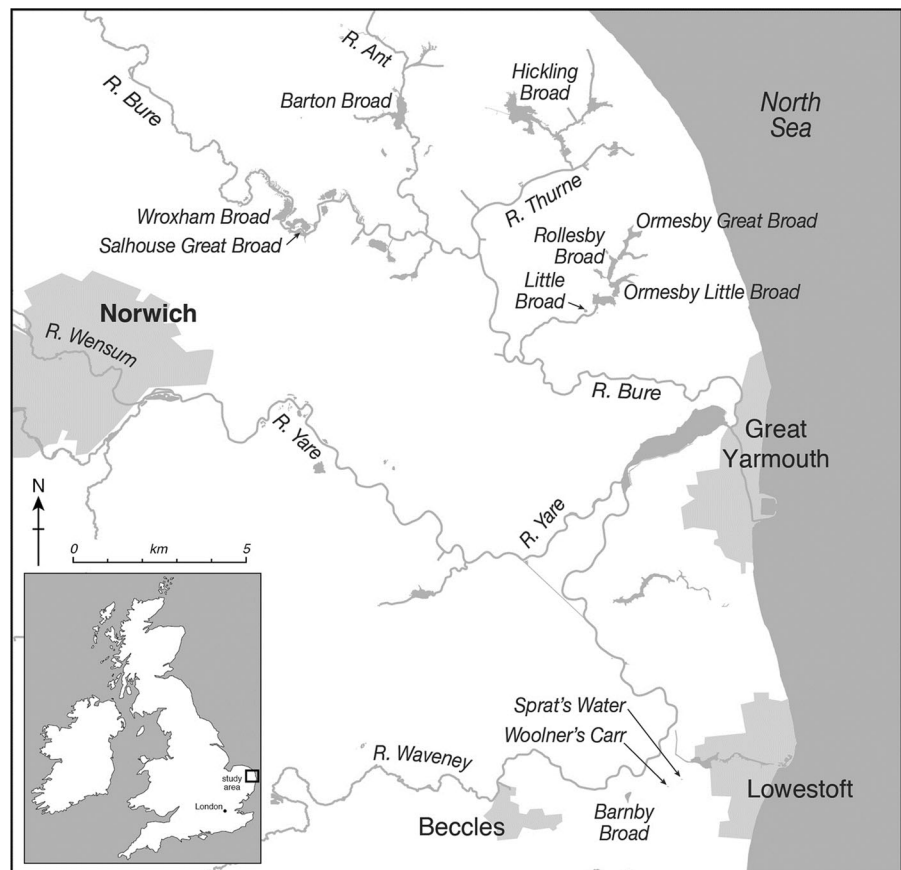 R. Ant
R. Bure
Barton Broad
Hickling
Broad
North
Sea
R. Thurne
Wroxham Broad
Salhouse Great Broad
Ormesby Great Broad
Rollesby
Broad
Little
Broad
Ormesby Little Broad
Norwich
R. Wensum
R. Bure
R. Yare
Great
Yarmouth
N
R. Yare
0 km 5
Sprat's Water
Woolner's Carr
R. Waveney
study
area
London
Lowestoft
Barnby
Broad
Beccles